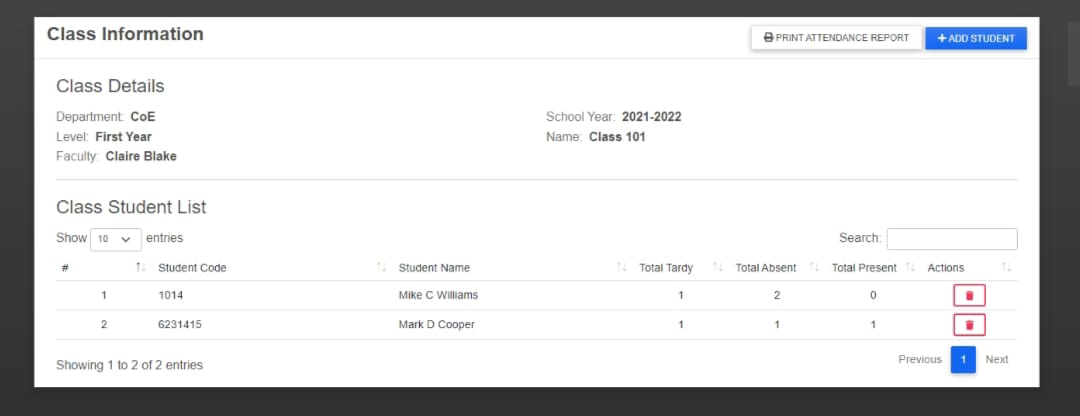 Class Information
PRINT ATTENDANCE REPORT + ADD STUDENT
Class Details
Department: CoE School Year: 2021-2022
Level: First Year Name: Class 101
Faculty: Claire Blake
Class Student List
Show 10 entries Search:
# Student Code Student Name Total Tardy Total Absent Total Present Actions
1 1014 Mike C Williams 1 2 0
2 6231415 Mark D Cooper 1 1 1
Showing 1 to 2 of 2 entries Previous 1 Next